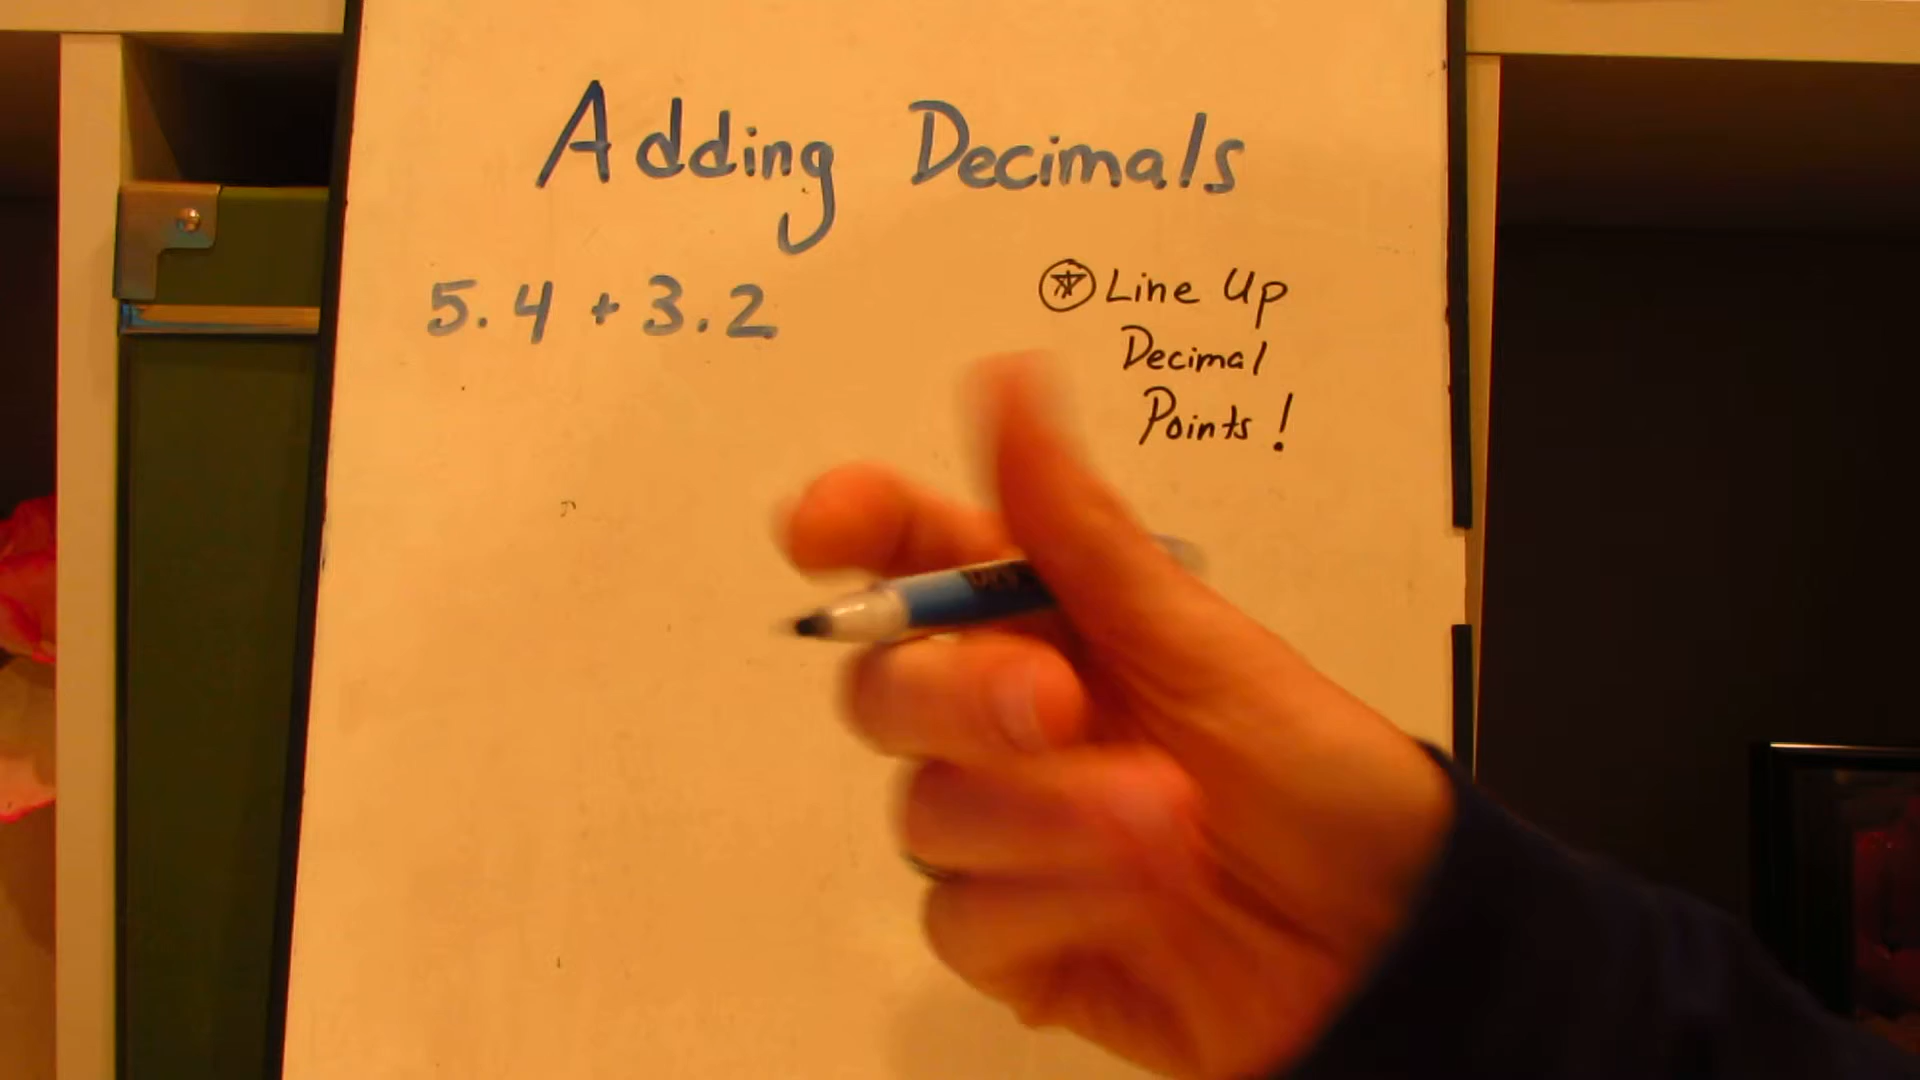 Adding Decimals
5.4 + 3.2
Line Up
Decimal
Points!